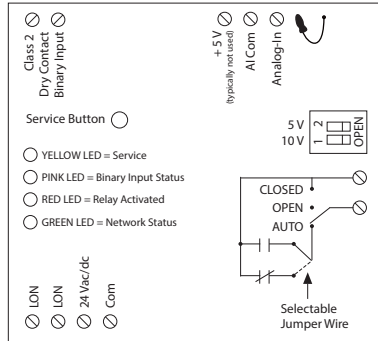 Class 2
Dry Contact
Binary Input
+ 5 V
(typically not used)
AI Com
Analog-In
Service Button
5 V
10 V
2
1
OPEN
YELLOW LED = Service
PINK LED = Binary Input Status
RED LED = Relay Activated
GREEN LED = Network Status
CLOSED
OPEN
AUTO
LON
LON
24 Vac/dc
Com
Selectable
Jumper Wire